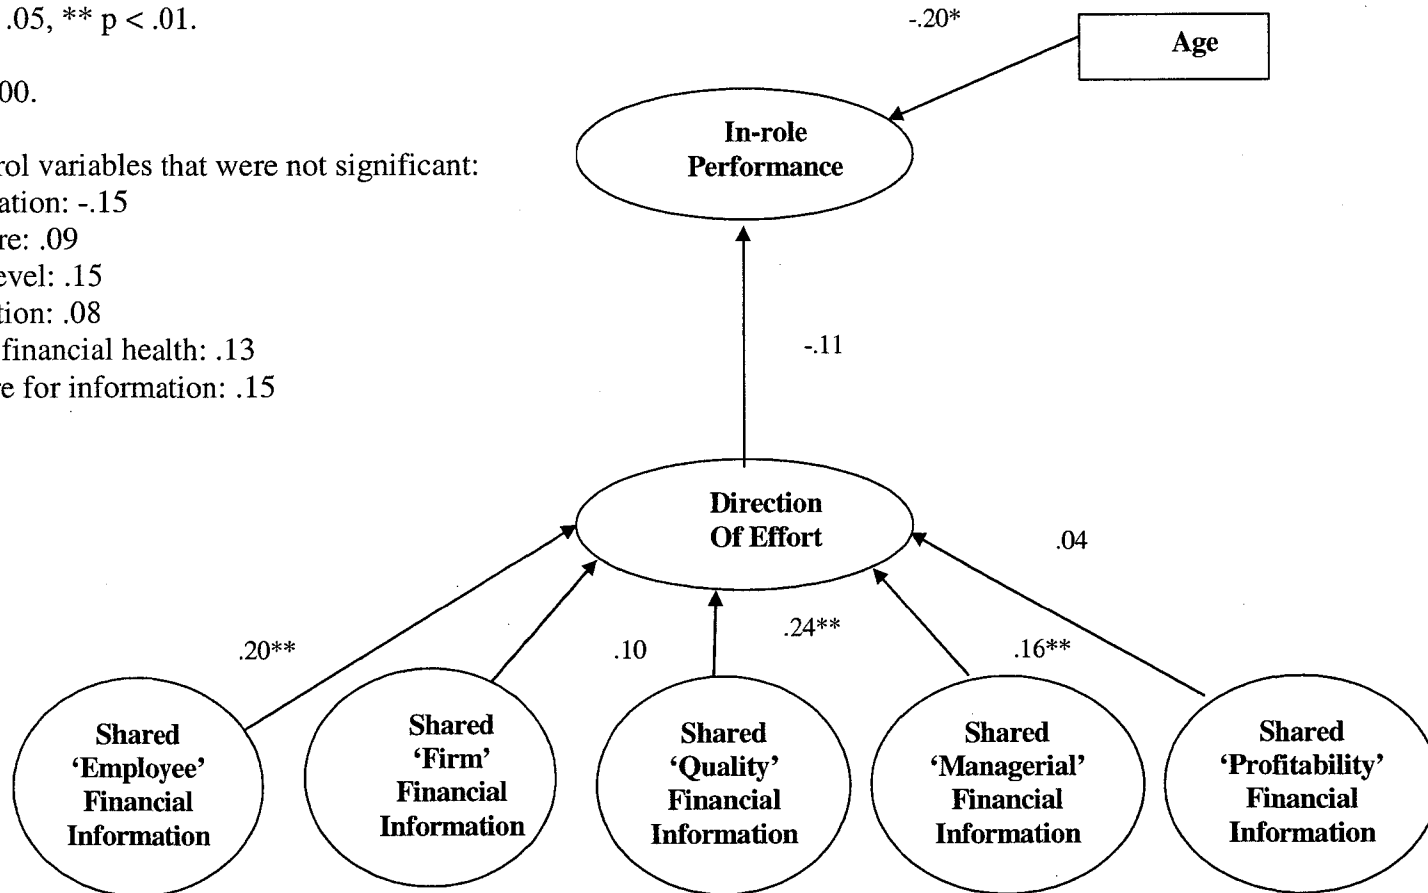 .05, ** p < .01.
00.
rol variables that were not significant:
ation: -.15
re: .09
evel: .15
tion: .08
financial health: .13
e for information: .15
-.20*
Age
In-role
Performance
-.11
Direction
Of Effort
.04
.20**
.10
.24**
.16**
Shared
‘Employee’
Financial
Information
Shared
‘Firm’
Financial
Information
Shared
‘Quality’
Financial
Information
Shared
‘Managerial’
Financial
Information
Shared
‘Profitability’
Financial
Information